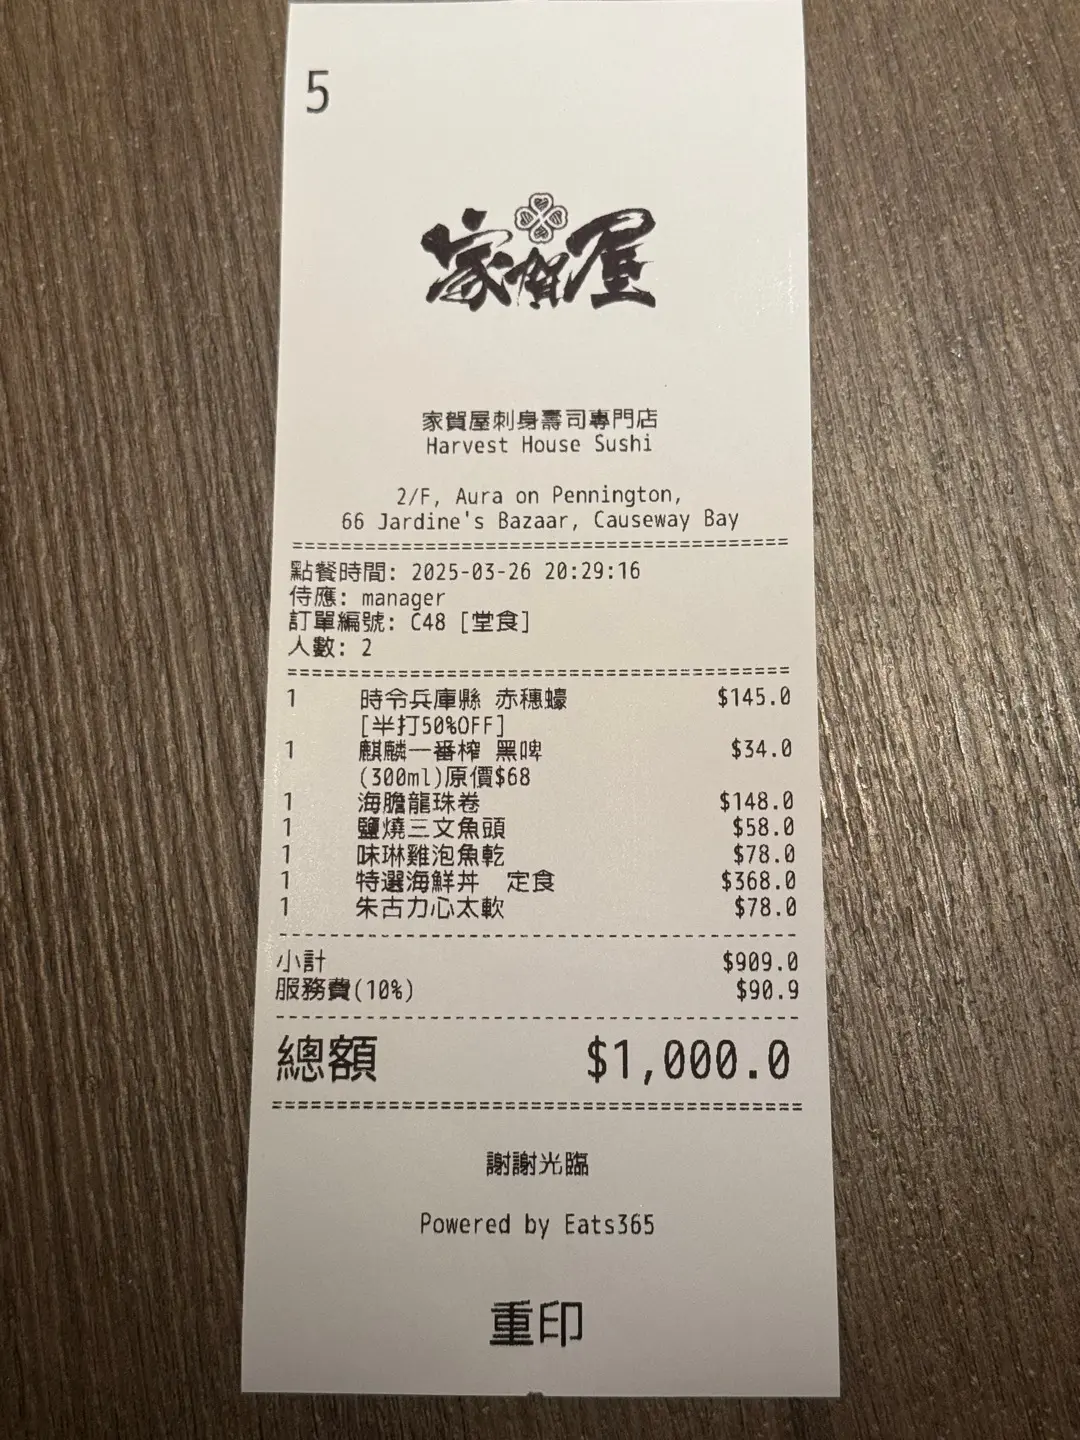 5
家賀屋
家賀屋刺身壽司專門店
Harvest House Sushi
2/F, Aura on Pennington,
66 Jardine's Bazaar, Causeway Bay
點餐時間: 2025-03-26 20:29:16
侍應: manager
訂單編號: C48 [堂食]
人數: 2
1 時令兵庫縣 赤穗蠔 $145.0
[半打50%OFF]
1 麒麟一番榨 黑啤 $34.0
(300ml)原價$68
1 海膽龍珠卷 $148.0
1 鹽燒三文魚頭 $58.0
1 味琳雞泡魚乾 $78.0
1 特選海鮮丼 定食 $368.0
1 朱古力心太軟 $78.0
小計 $909.0
服務費(10%) $90.9
總額 $1,000.0
謝謝光臨
Powered by Eats365
重印